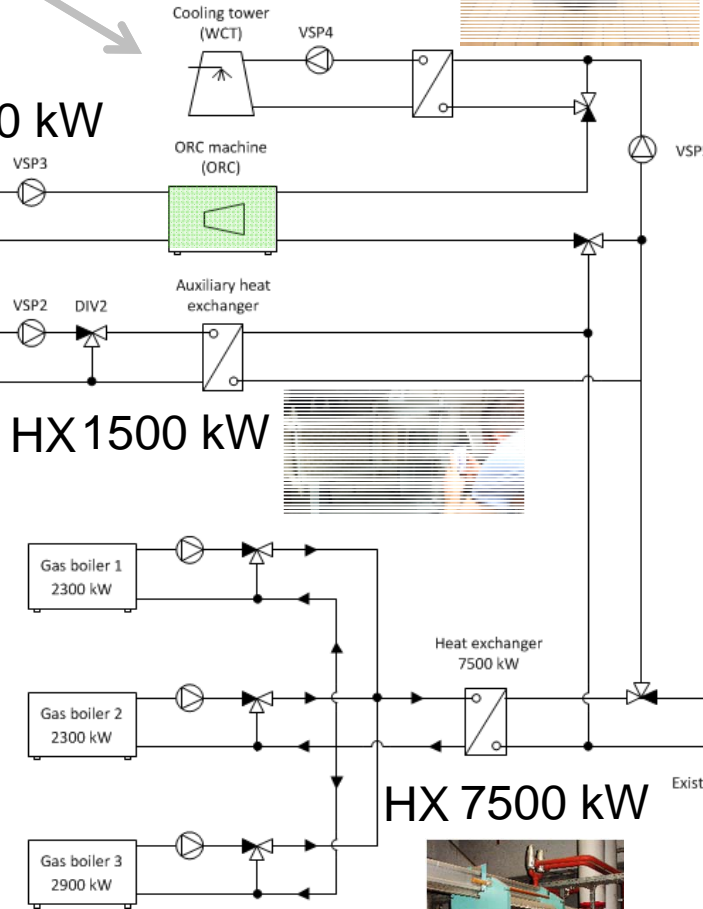 Cooling tower
(WCT)
VSP4
0 kW
VSP3
ORC machine
(ORC)
VSP
VSP2
DIV2
Auxiliary heat
exchanger
HX 1500 kW
Gas boiler 1
2300 kW
Heat exchanger
7500 kW
Gas boiler 2
2300 kW
Exist
HX 7500 kW
Gas boiler 3
2900 kW